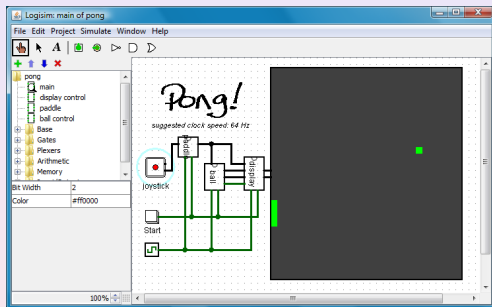 Logisim: main of pong
File Edit Project Simulate Window Help
A
pong
main
display control
paddle
ball control
Base
Gates
Plexers
Arithmetic
Memory
Bit Width 2
Color #ff0000
100%
Pong!
suggested clock speed: 64 Hz
paddle
ball
display
joystick
Start